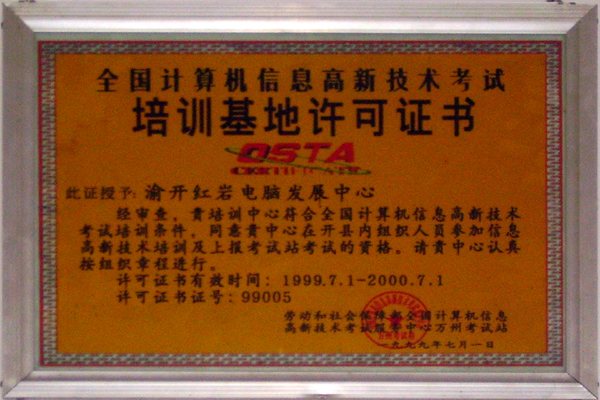 全国计算机信息高新技术考试
培训基地许可证书
OSTA
CERTIFICATE
此证授予: 渝开红岩电脑发展中心
经审查，贵培训中心符合全国计算机信息高新技术
考试培训条件。同意贵中心在开县内组织人员参加信息
高新技术培训及上报考试站考试的资格。请贵中心认真
按组织章程进行。
许可证书有效时间: 1999.7.1-2000.7.1
许可证书证号: 99005
劳动和社会保障部全国计算机信息
高新技术考试服务中心万州考试站
一九九九年七月一日